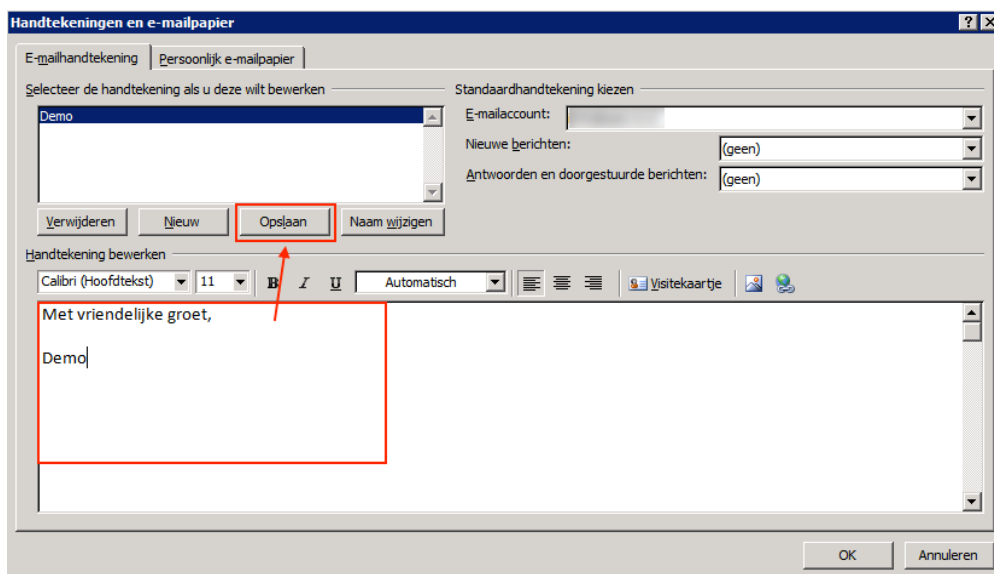 Handtekeningen en e-mailpapier
E-mailhandtekening Persoonlijk e-mailpapier
Selecteer de handtekening als u deze wilt bewerken Standaardhandtekening kiezen
Demo E-mailaccount:
Nieuwe berichten: (geen)
Antwoorden en doorgestuurde berichten: (geen)
Verwijderen Nieuw Opslaan Naam wijzigen
Handtekening bewerken
Calibri (Hoofdtekst) 11 B I U Automatisch Visitekaartje
Met vriendelijke groet,
Demo
OK Annuleren